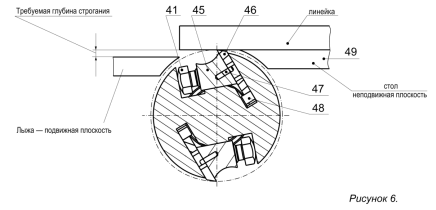 Требуемая глубина строгания
41
45
46
линейка
49
стол
неподвижная плоскость
47
48
Лыжа — подвижная плоскость
Рисунок 6.